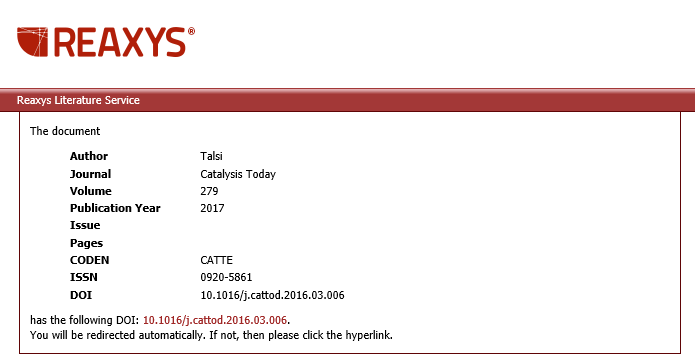 REAXYS®
Reaxys Literature Service
The document
Author Talsi
Journal Catalysis Today
Volume 279
Publication Year 2017
Issue
Pages
CODEN CATTE
ISSN 0920-5861
DOI 10.1016/j.cattod.2016.03.006
has the following DOI: 10.1016/j.cattod.2016.03.006.
You will be redirected automatically. If not, then please click the hyperlink.